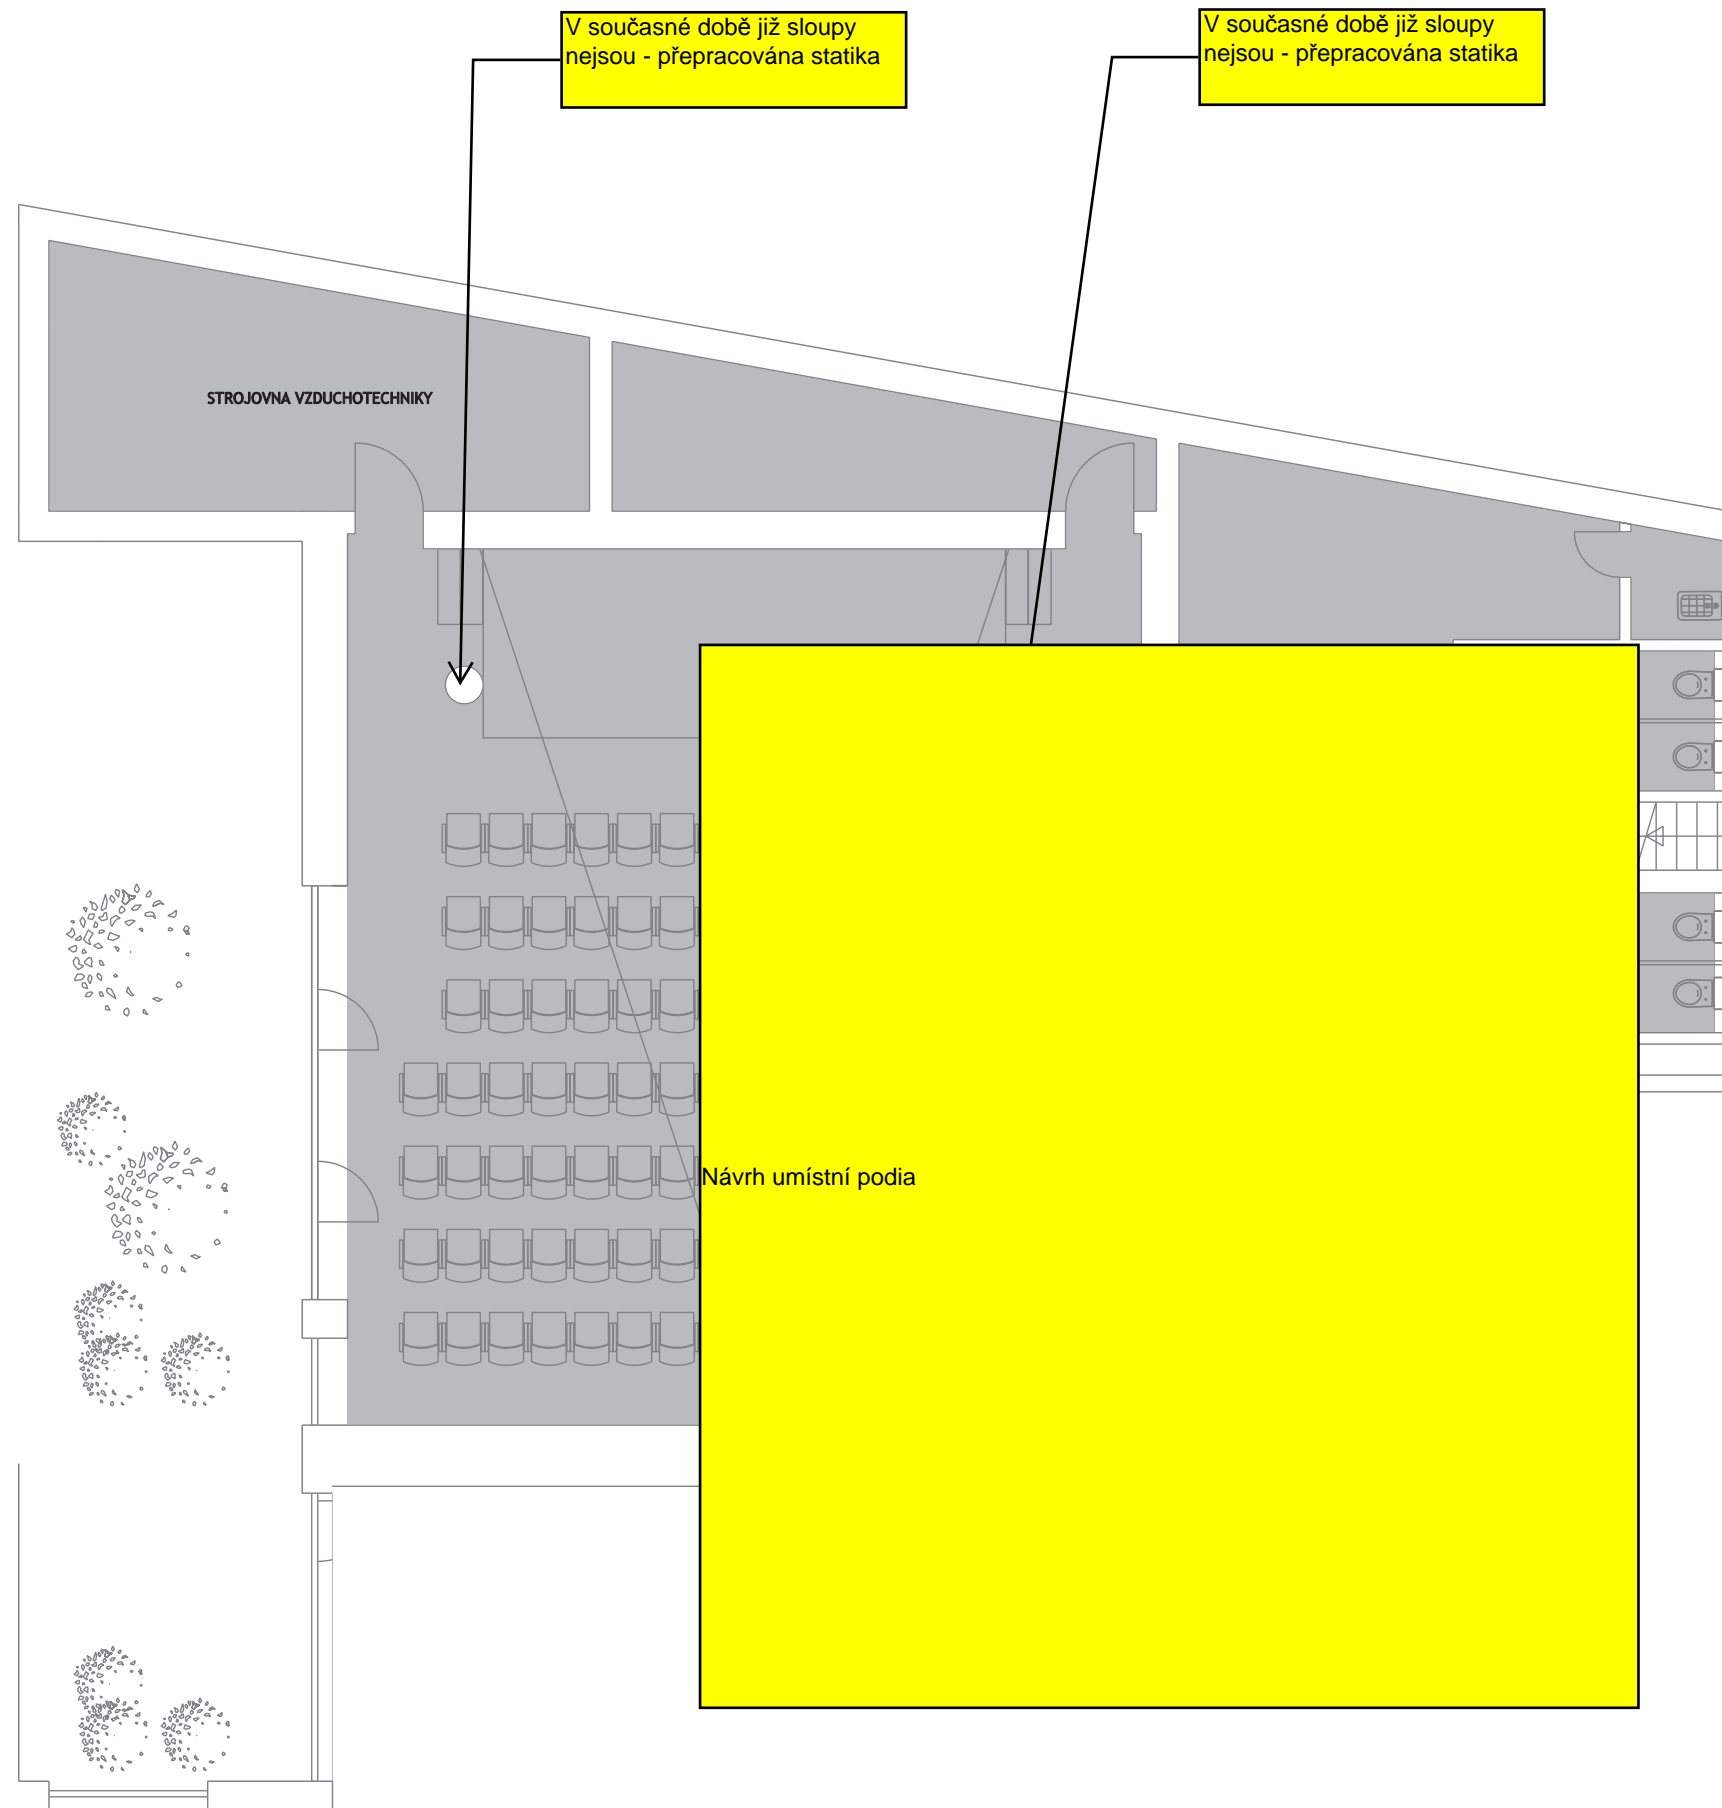 V současné době již sloupy
nejsou - přepracována statika
V současné době již sloupy
nejsou - přepracována statika
STROJOVNA VZDUCHOTECHNIKY
Návrh umístní podia